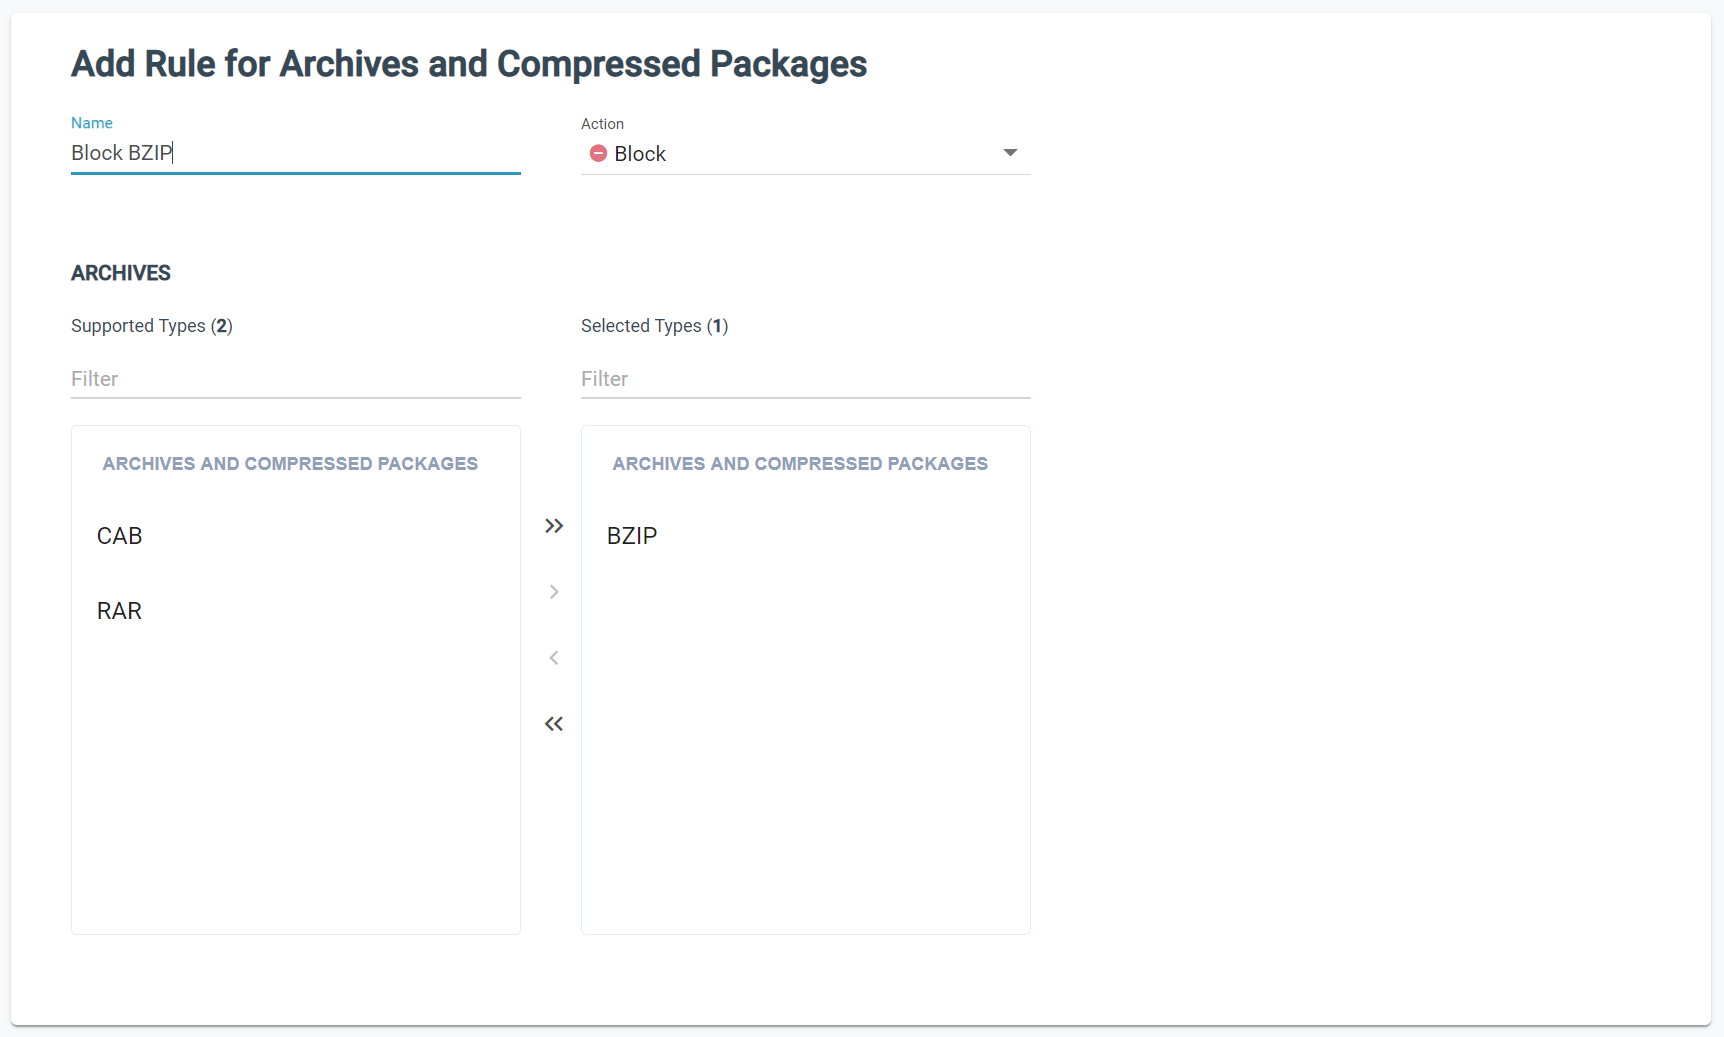 Add Rule for Archives and Compressed Packages
Name
Action
Block BZIP
Block
ARCHIVES
Supported Types (2)
Selected Types (1)
Filter
Filter
ARCHIVES AND COMPRESSED PACKAGES
ARCHIVES AND COMPRESSED PACKAGES
CAB
BZIP
RAR